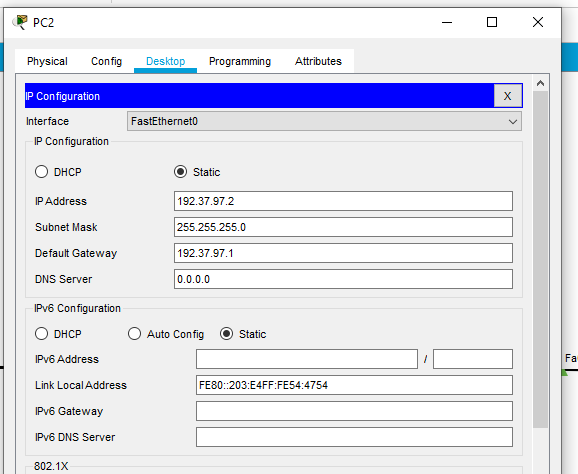 PC2
Physical Config Desktop Programming Attributes
IP Configuration X
Interface FastEthernet0
IP Configuration
DHCP Static
IP Address 192.37.97.2
Subnet Mask 255.255.255.0
Default Gateway 192.37.97.1
DNS Server 0.0.0.0
IPv6 Configuration
DHCP Auto Config Static
IPv6 Address /
Link Local Address FE80::203:E4FF:FE54:4754
IPv6 Gateway
IPv6 DNS Server
802.1X
Fa